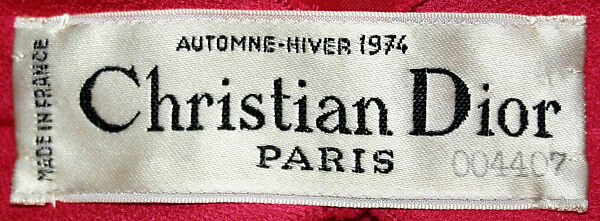 MADE IN FRANCE
AUTOMNE-HIVER 1974
Christian Dior
PARIS
004407